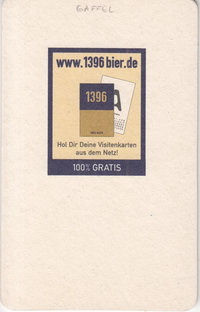 GAFFEL
www.1396bier.de
1396
A
Hol Dir Deine Visitenkarten
aus dem Netz!
100% GRATIS